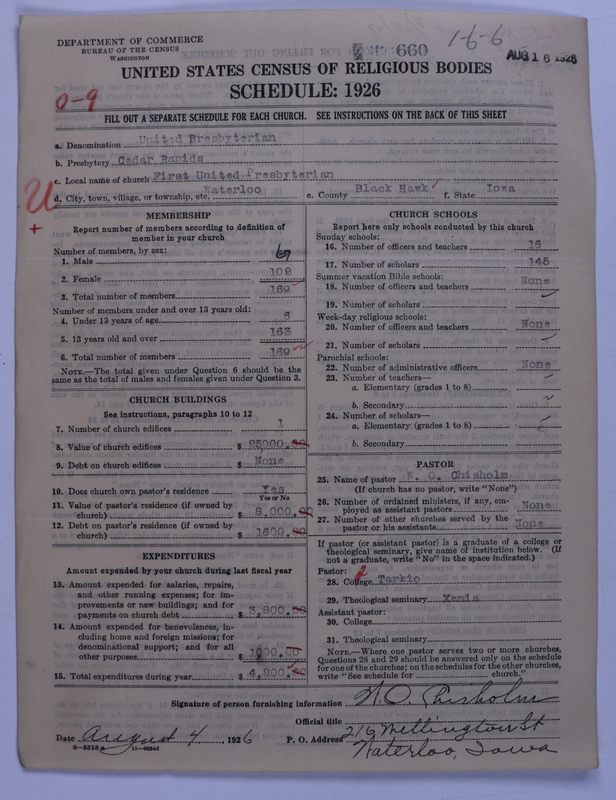 DEPARTMENT OF COMMERCE
BUREAU OF THE CENSUS
WASHINGTON
660
1-6-6
AUG 16 1926
UNITED STATES CENSUS OF RELIGIOUS BODIES
SCHEDULE: 1926
0-9
FILL OUT A SEPARATE SCHEDULE FOR EACH CHURCH. SEE INSTRUCTIONS ON THE BACK OF THIS SHEET
a. Denomination United Presbyterian
b. Presbytery Cedar Rapids
c. Local name of church First United Presbyterian
d. City, town, village, or township, etc. Waterloo e. County Black Hawk f. State Iowa
U
+
MEMBERSHIP
Report number of members according to definition of
member in your church
Number of members, by sex:
1. Male
2. Female
3. Total number of members 169
Number of members under and over 13 years old:
4. Under 13 years of age 6
5. 13 years old and over 163
6. Total number of members 169
NOTE.—The total given under Question 6 should be
same as the total of males and females given under Question 3.
CHURCH BUILDINGS
See instructions, paragraphs 10 to 12
7. Number of church edifices 1
8. Value of church edifices $ 25000.00
9. Debt on church edifices $ None
10. Does church own pastor's residence Yes
Yes or No
11. Value of pastor's residence (if owned by
church) $ 8,000.00
12. Debt on pastor's residence (if owned by
church) $ 1600.00
EXPENDITURES
Amount expended by your church during last fiscal year
13. Amount expended for salaries, repairs,
and other running expenses; for im-
provements or new buildings; and for
payments on church debt $ 3,800.00
14. Amount expended for benevolences, in-
cluding home and foreign missions; for
denominational support; and for all
other purposes $ 1000.00
15. Total expenditures during year $ 4,800.00
CHURCH SCHOOLS
Report here only schools conducted by this church
Sunday schools:
16. Number of officers and teachers 16
17. Number of scholars 145
Summer vacation Bible schools:
18. Number of officers and teachers None
19. Number of scholars
Week-day religious schools:
20. Number of officers and teachers None
21. Number of scholars
Parochial schools:
22. Number of administrative officers None
23. Number of teachers—
a. Elementary (grades 1 to 8)
b. Secondary
24. Number of scholars—
a. Elementary (grades 1 to 8)
b. Secondary
PASTOR
25. Name of pastor O. Chisholm
(If church has no pastor, write "None")
26. Number of ordained ministers, if any, em-
ployed as assistant pastors None
27. Number of other churches served by the
pastor or his assistants None
If pastor (or assistant pastor) is a graduate of a college or
theological seminary, give name of institution below. (If
not a graduate, write "No" in the space indicated.)
Pastor:
28. College Tarkio
29. Theological seminary Xenia
Assistant pastor:
30. College
31. Theological seminary
NOTE.—Where one pastor serves two or more churches,
Questions 28 and 29 should be answered only on the schedule
for one of the churches; on the schedules for the other churches,
write "See schedule for church."
Signature of person furnishing information O. Chisholm
Official title
Date August 4, 1926 P. O. Address 216 Wellington St
Waterloo, Iowa